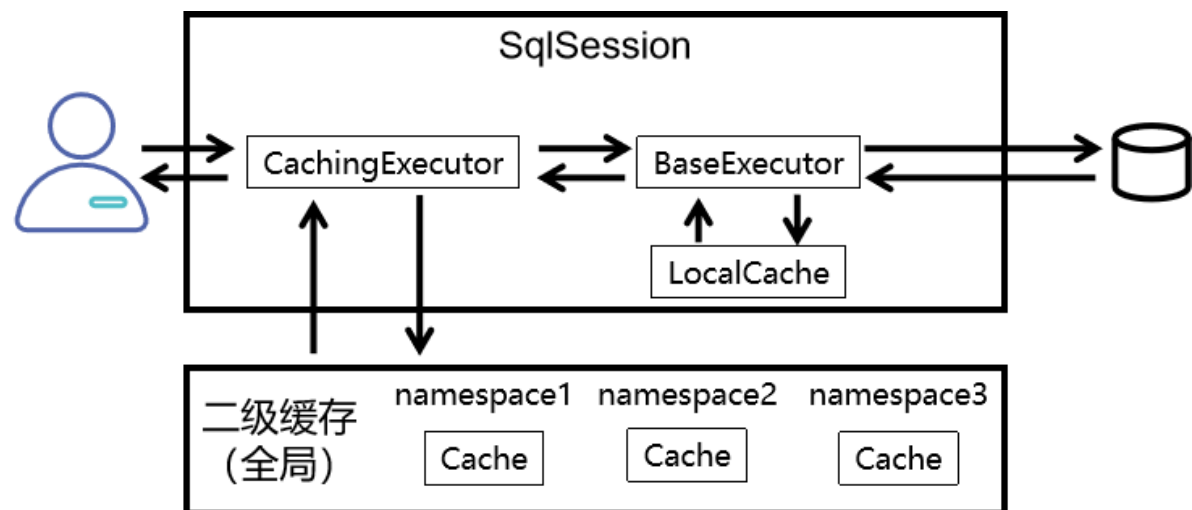 SqlSession
CachingExecutor
BaseExecutor
LocalCache
二级缓存
（全局）
namespace1
namespace2
namespace3
Cache
Cache
Cache